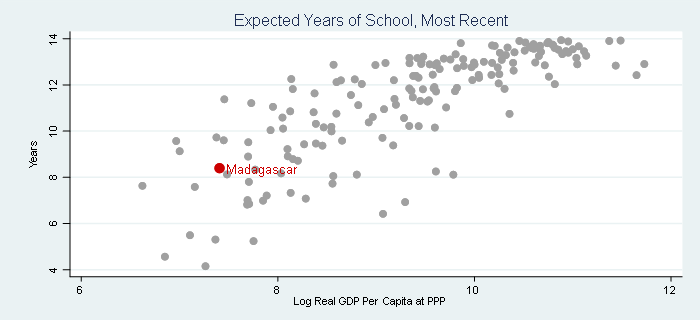 Expected Years of School, Most Recent
14
12
10
8
6
4
Years
Madagascar
6 8 10 12
Log Real GDP Per Capita at PPP